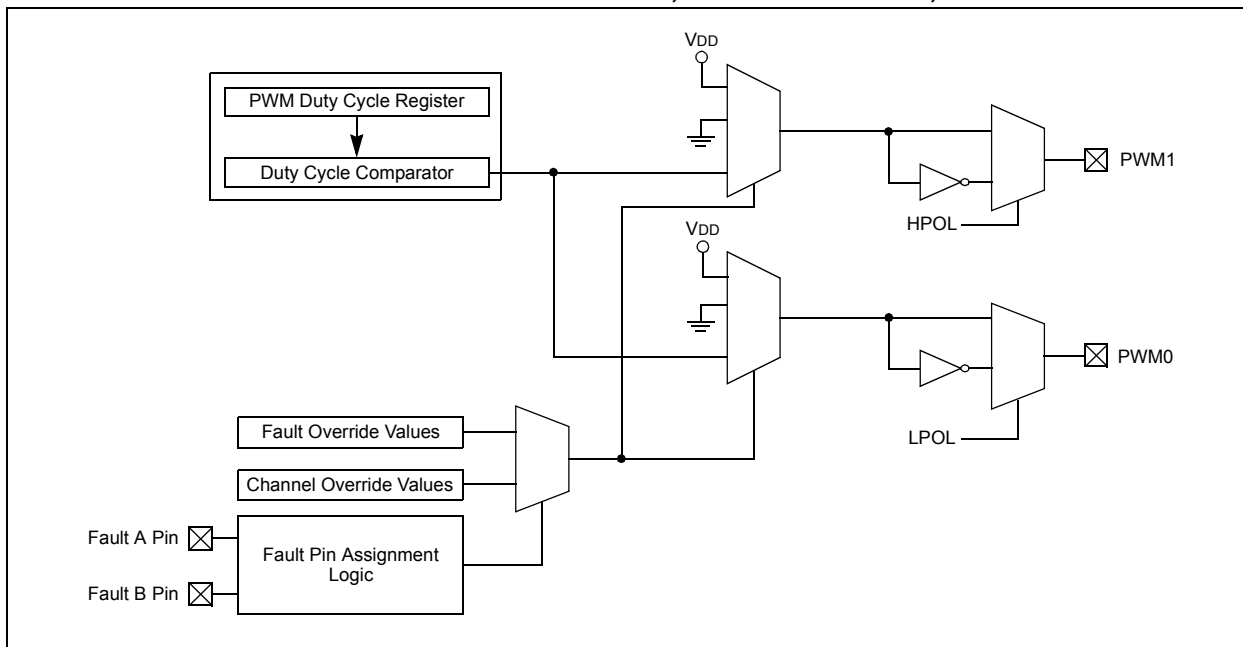 VDD
PWM Duty Cycle Register
Duty Cycle Comparator
PWM1
HPOL
VDD
PWM0
LPOL
Fault Override Values
Channel Override Values
Fault A Pin
Fault Pin Assignment
Logic
Fault B Pin